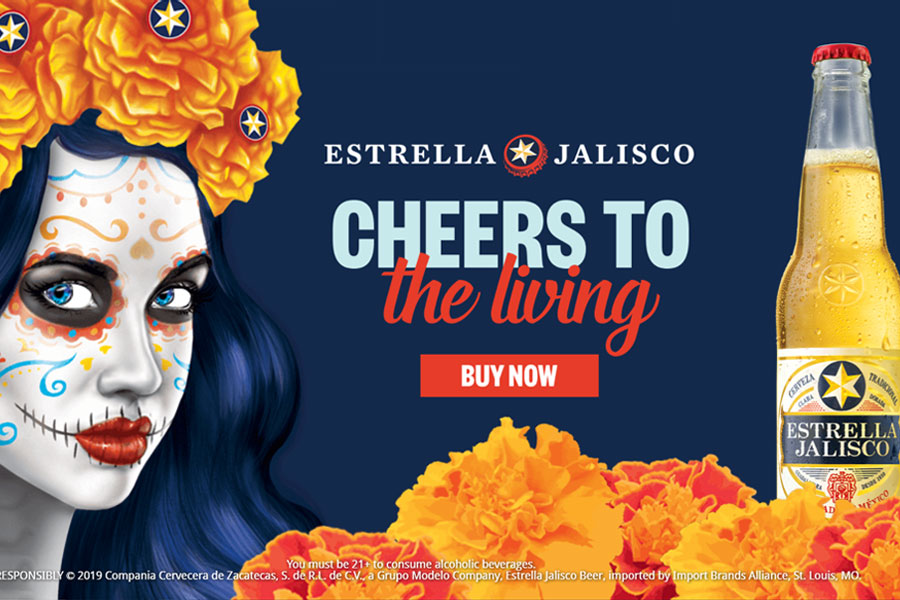 ESTRELLA JALISCO
CHEERS TO
the living
BUY NOW
CERVEZA TRADICIONAL
CLARA DORADA
ESTRELLA
JALISCO
MÉXICO
You must be 21+ to consume alcoholic beverages.
RESPONSIBLY © 2019 Compania Cervecera de Zacatecas, S. de R.L. de C.V., a Grupo Modelo Company, Estrella Jalisco Beer, imported by Import Brands Alliance, St. Louis, MO.